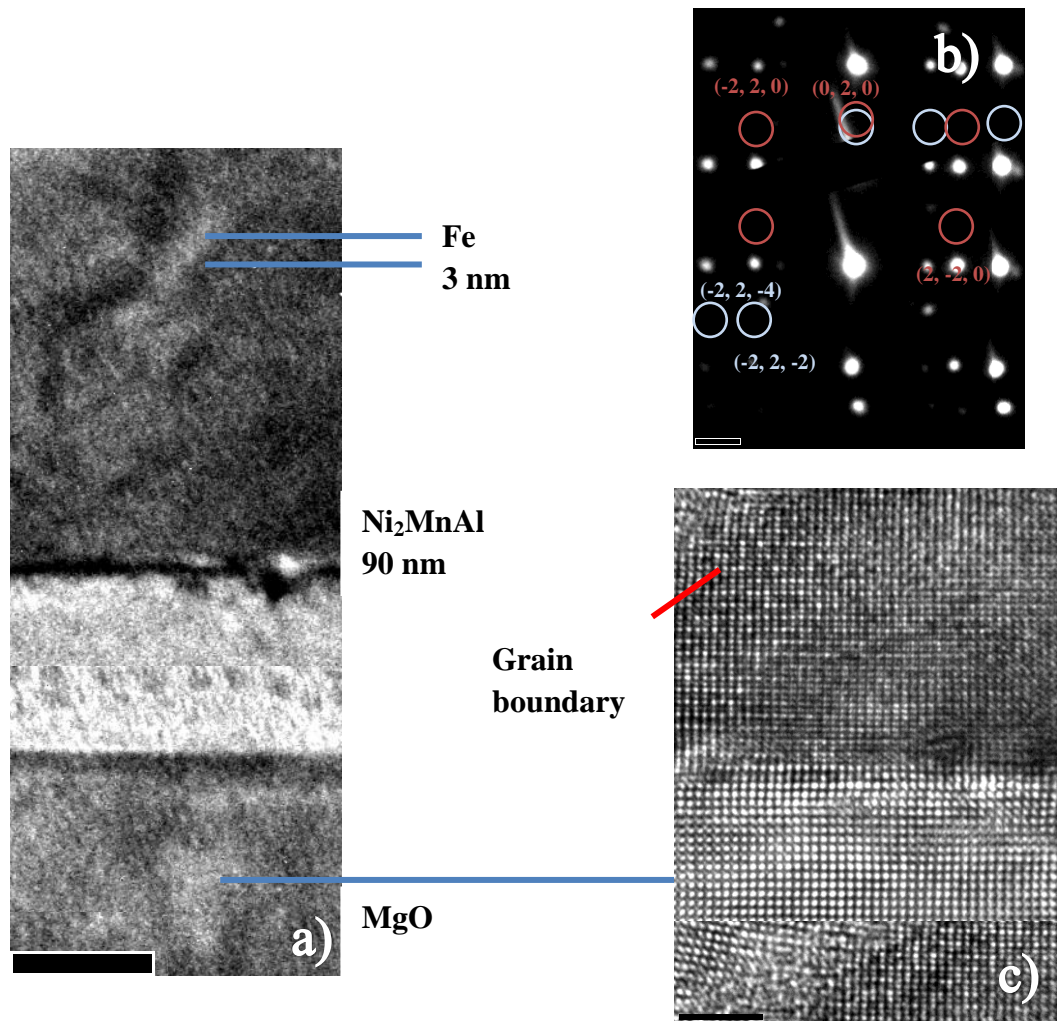 b)
(-2, 2, 0) (0, 2, 0)
Fe
3 nm
(2, -2, 0)
(-2, 2, -4)
(-2, 2, -2)
Ni₂MnAl
90 nm
Grain
boundary
MgO
a)
c)